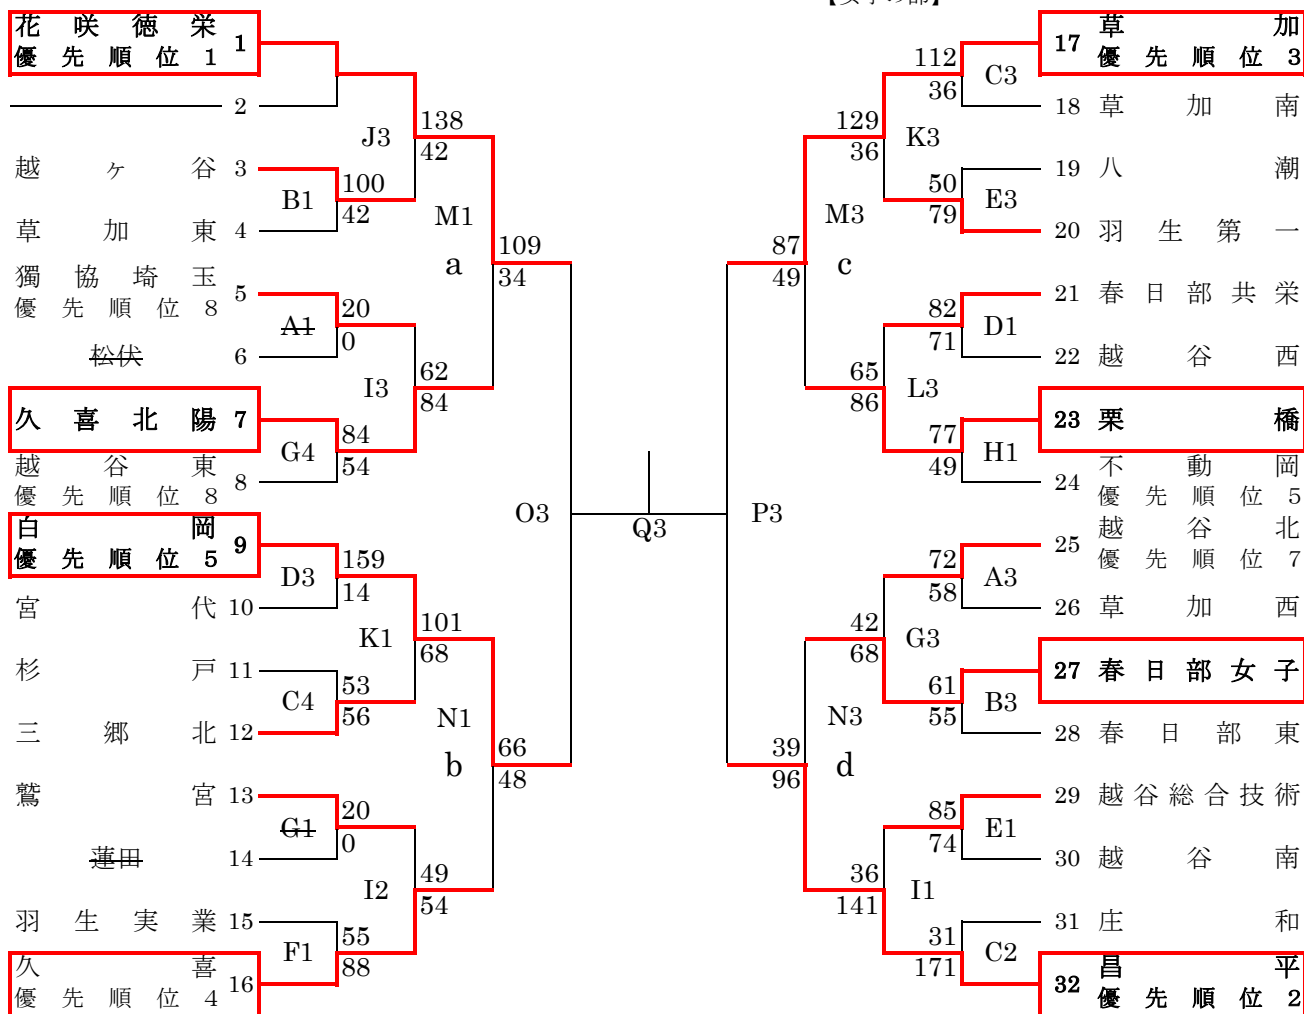 花咲徳栄
優先順位1
1
2
越ヶ谷 3
草加東 4
獨協埼玉
優先順位8
5
松伏 6
久喜北陽 7
越谷東
優先順位8
8
白岡
優先順位5
9
宮代 10
杉戸 11
三郷北 12
鷲宮 13
蓮田 14
羽生実業 15
久喜
優先順位4
16
B1
100
42
A1
20
0
G4
84
54
D3
159
14
C4
53
56
G1
20
0
F1
55
88
J3
138
42
I3
62
84
K1
101
68
I2
49
54
M1
a
109
34
N1
b
66
48
O3
Q3
P3
87
49
M3
c
39
96
N3
d
129
36
K3
65
86
L3
42
68
G3
36
141
I1
112
36
C3
50
79
E3
82
71
D1
77
49
H1
72
58
A3
61
55
B3
85
74
E1
31
171
C2
17
草加
優先順位3
18 草加南
19 八潮
20 羽生第一
21 春日部共栄
22 越谷西
23 栗橋
24
不動岡
優先順位5
25
越谷北
優先順位7
26 草加西
27 春日部女子
28 春日部東
29 越谷総合技術
30 越谷南
31 庄和
32
昌平
優先順位2